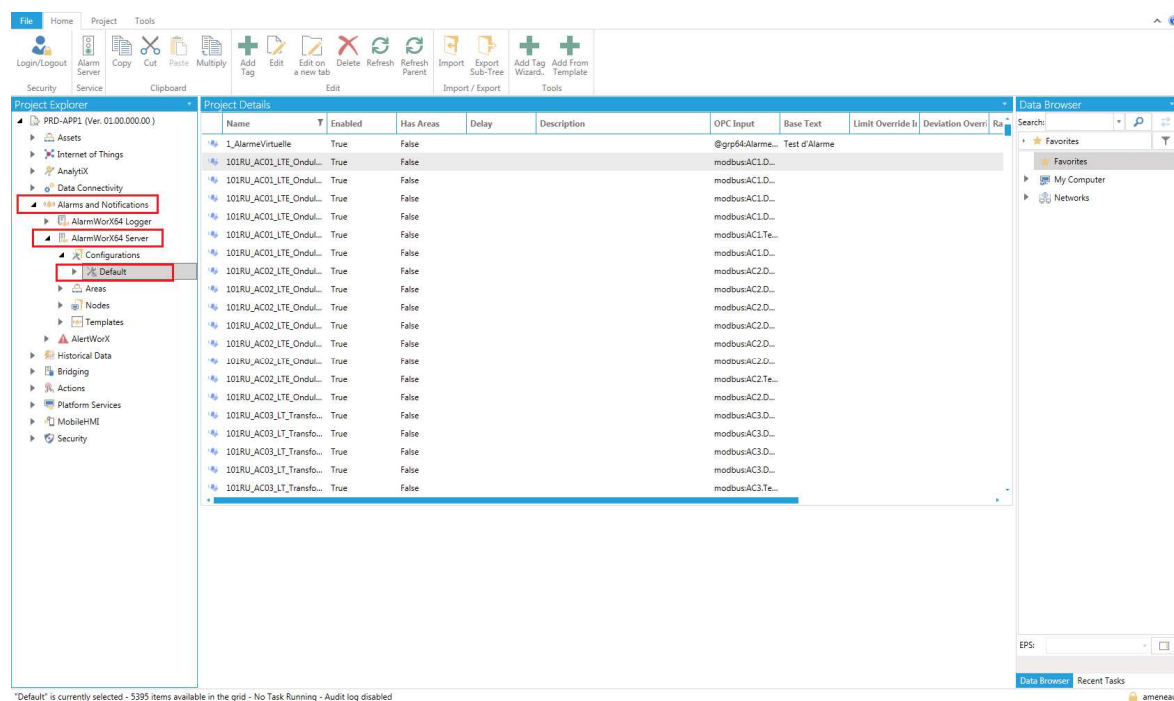 File Home Project Tools
Login/Logout Alarm Server Copy Cut Paste Multiply Add Tag Edit Edit on a new tab Delete Refresh Refresh Parent Import Export Sub-Tree Add Tag Wizard.. Add From Template
Security Service Clipboard Edit Import / Export Tools
Project Explorer
PRD-APP1 (Ver. 01.00.000.00 )
Assets
Internet of Things
AnalytiX
Data Connectivity
Alarms and Notifications
AlarmWorX64 Logger
AlarmWorX64 Server
Configurations
Default
Areas
Nodes
Templates
AlertWorX
Historical Data
Bridging
Actions
Platform Services
MobileHMI
Security
Project Details
Name Enabled Has Areas Delay Description OPC Input Base Text Limit Override I Deviation Overri Ra
1_AlarmeVirtuelle True False @grp64:Alarme... Test d'Alarme
101RU_AC01_LTE_Ondul... True False modbus:AC1.D...
101RU_AC01_LTE_Ondul... True False modbus:AC1.D...
101RU_AC01_LTE_Ondul... True False modbus:AC1.D...
101RU_AC01_LTE_Ondul... True False modbus:AC1.D...
101RU_AC01_LTE_Ondul... True False modbus:AC1.Te...
101RU_AC01_LTE_Ondul... True False modbus:AC1.D...
101RU_AC02_LTE_Ondul... True False modbus:AC2.D...
101RU_AC02_LTE_Ondul... True False modbus:AC2.D...
101RU_AC02_LTE_Ondul... True False modbus:AC2.D...
101RU_AC02_LTE_Ondul... True False modbus:AC2.D...
101RU_AC02_LTE_Ondul... True False modbus:AC2.D...
101RU_AC02_LTE_Ondul... True False modbus:AC2.D...
101RU_AC02_LTE_Ondul... True False modbus:AC2.Te...
101RU_AC02_LTE_Ondul... True False modbus:AC2.D...
101RU_AC03_LT_Transfo... True False modbus:AC3.D...
101RU_AC03_LT_Transfo... True False modbus:AC3.D...
101RU_AC03_LT_Transfo... True False modbus:AC3.D...
101RU_AC03_LT_Transfo... True False modbus:AC3.D...
101RU_AC03_LT_Transfo... True False modbus:AC3.Te...
Data Browser
Search:
Favorites
Favorites
My Computer
Networks
EPS:
Data Browser Recent Tasks
"Default" is currently selected - 5395 items available in the grid - No Task Running - Audit log disabled
ameneau